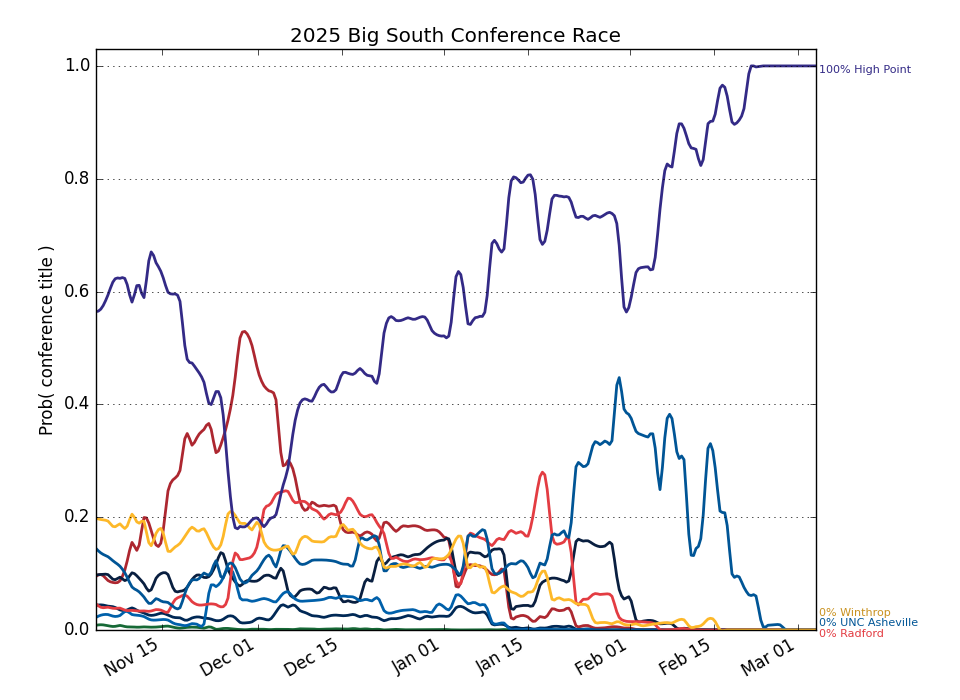 2025 Big South Conference Race
1.0
0.8
0.6
0.4
0.2
0.0
Prob( conference title )
100% High Point
0% Winthrop
0% UNC Asheville
0% Radford
Nov 15
Dec 01
Dec 15
Jan 01
Jan 15
Feb 01
Feb 15
Mar 01